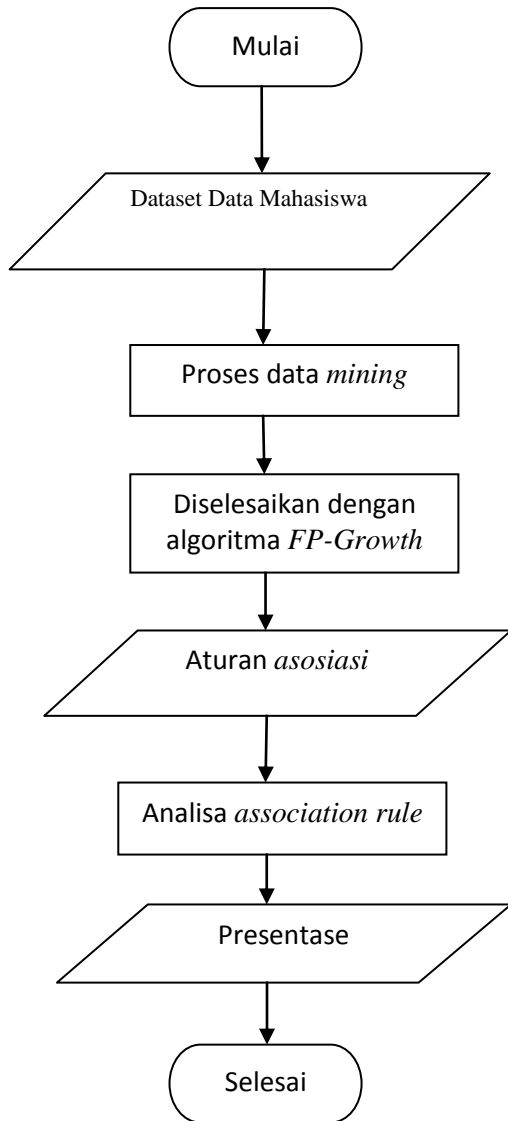 Mulai
Dataset Data Mahasiswa
Proses data mining
Diselesaikan dengan
algoritma FP-Growth
Aturan asosiasi
Analisa association rule
Presentase
Selesai